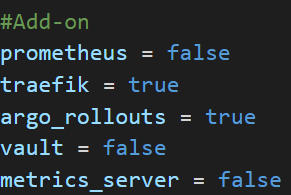 #Add-on
prometheus = false
traefik = true
argo_rollouts = true
vault = false
metrics_server = false